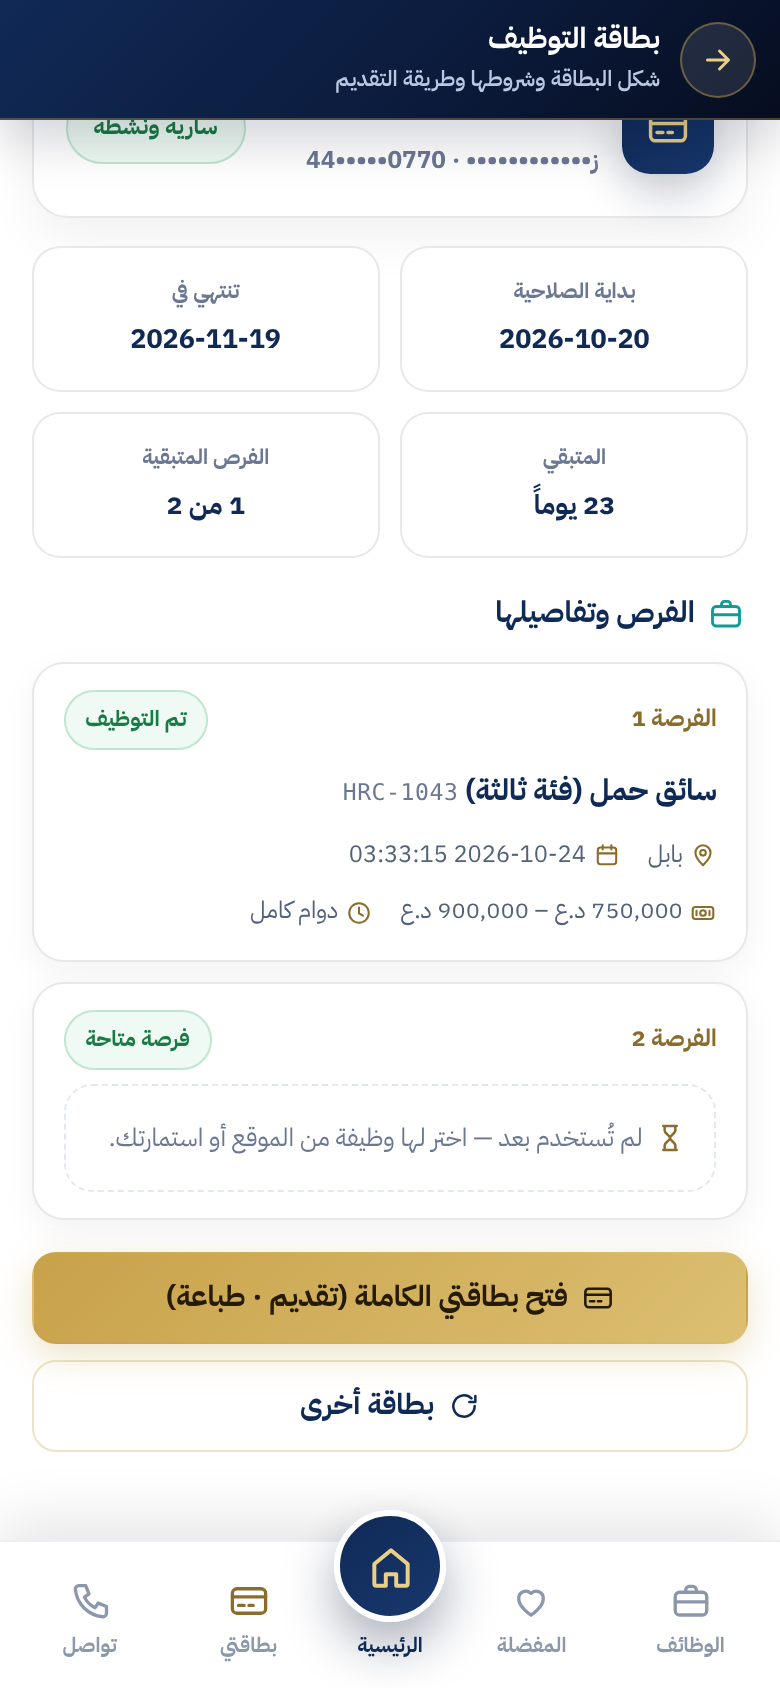 بطاقة التوظيف
شكل البطاقة وشروطها وطريقة التقديم
سارية ونشطة
ز•••••••••••• · 0770•••••44
بداية الصلاحية
2026-10-20
تنتهي في
2026-11-19
المتبقي
23 يوماً
الفرص المتبقية
1 من 2
الفرص وتفاصيلها
الفرصة 1
تم التوظيف
سائق حمل (فئة ثالثة) HRC-1043
بابل
2026-10-24 03:33:15
750,000 د.ع – 900,000 د.ع
دوام كامل
الفرصة 2
فرصة متاحة
لم تُستخدم بعد — اختر لها وظيفة من الموقع أو استمارتك.
فتح بطاقتي الكاملة (تقديم · طباعة)
بطاقة أخرى
الوظائف
المفضلة
الرئيسية
بطاقتي
تواصل